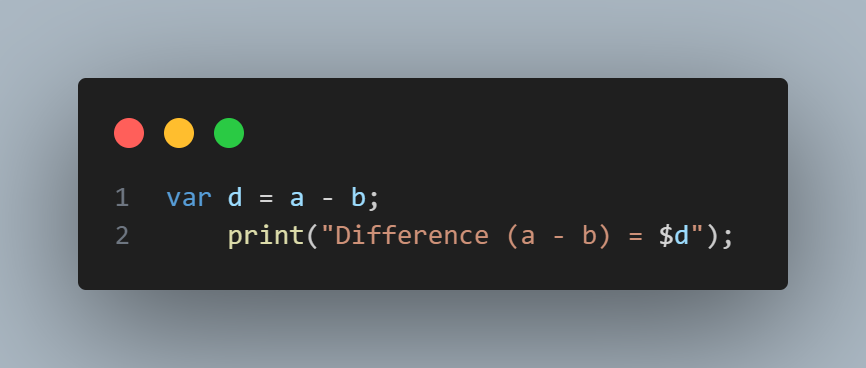 1 var d = a - b;
2     print("Difference (a - b) = $d");